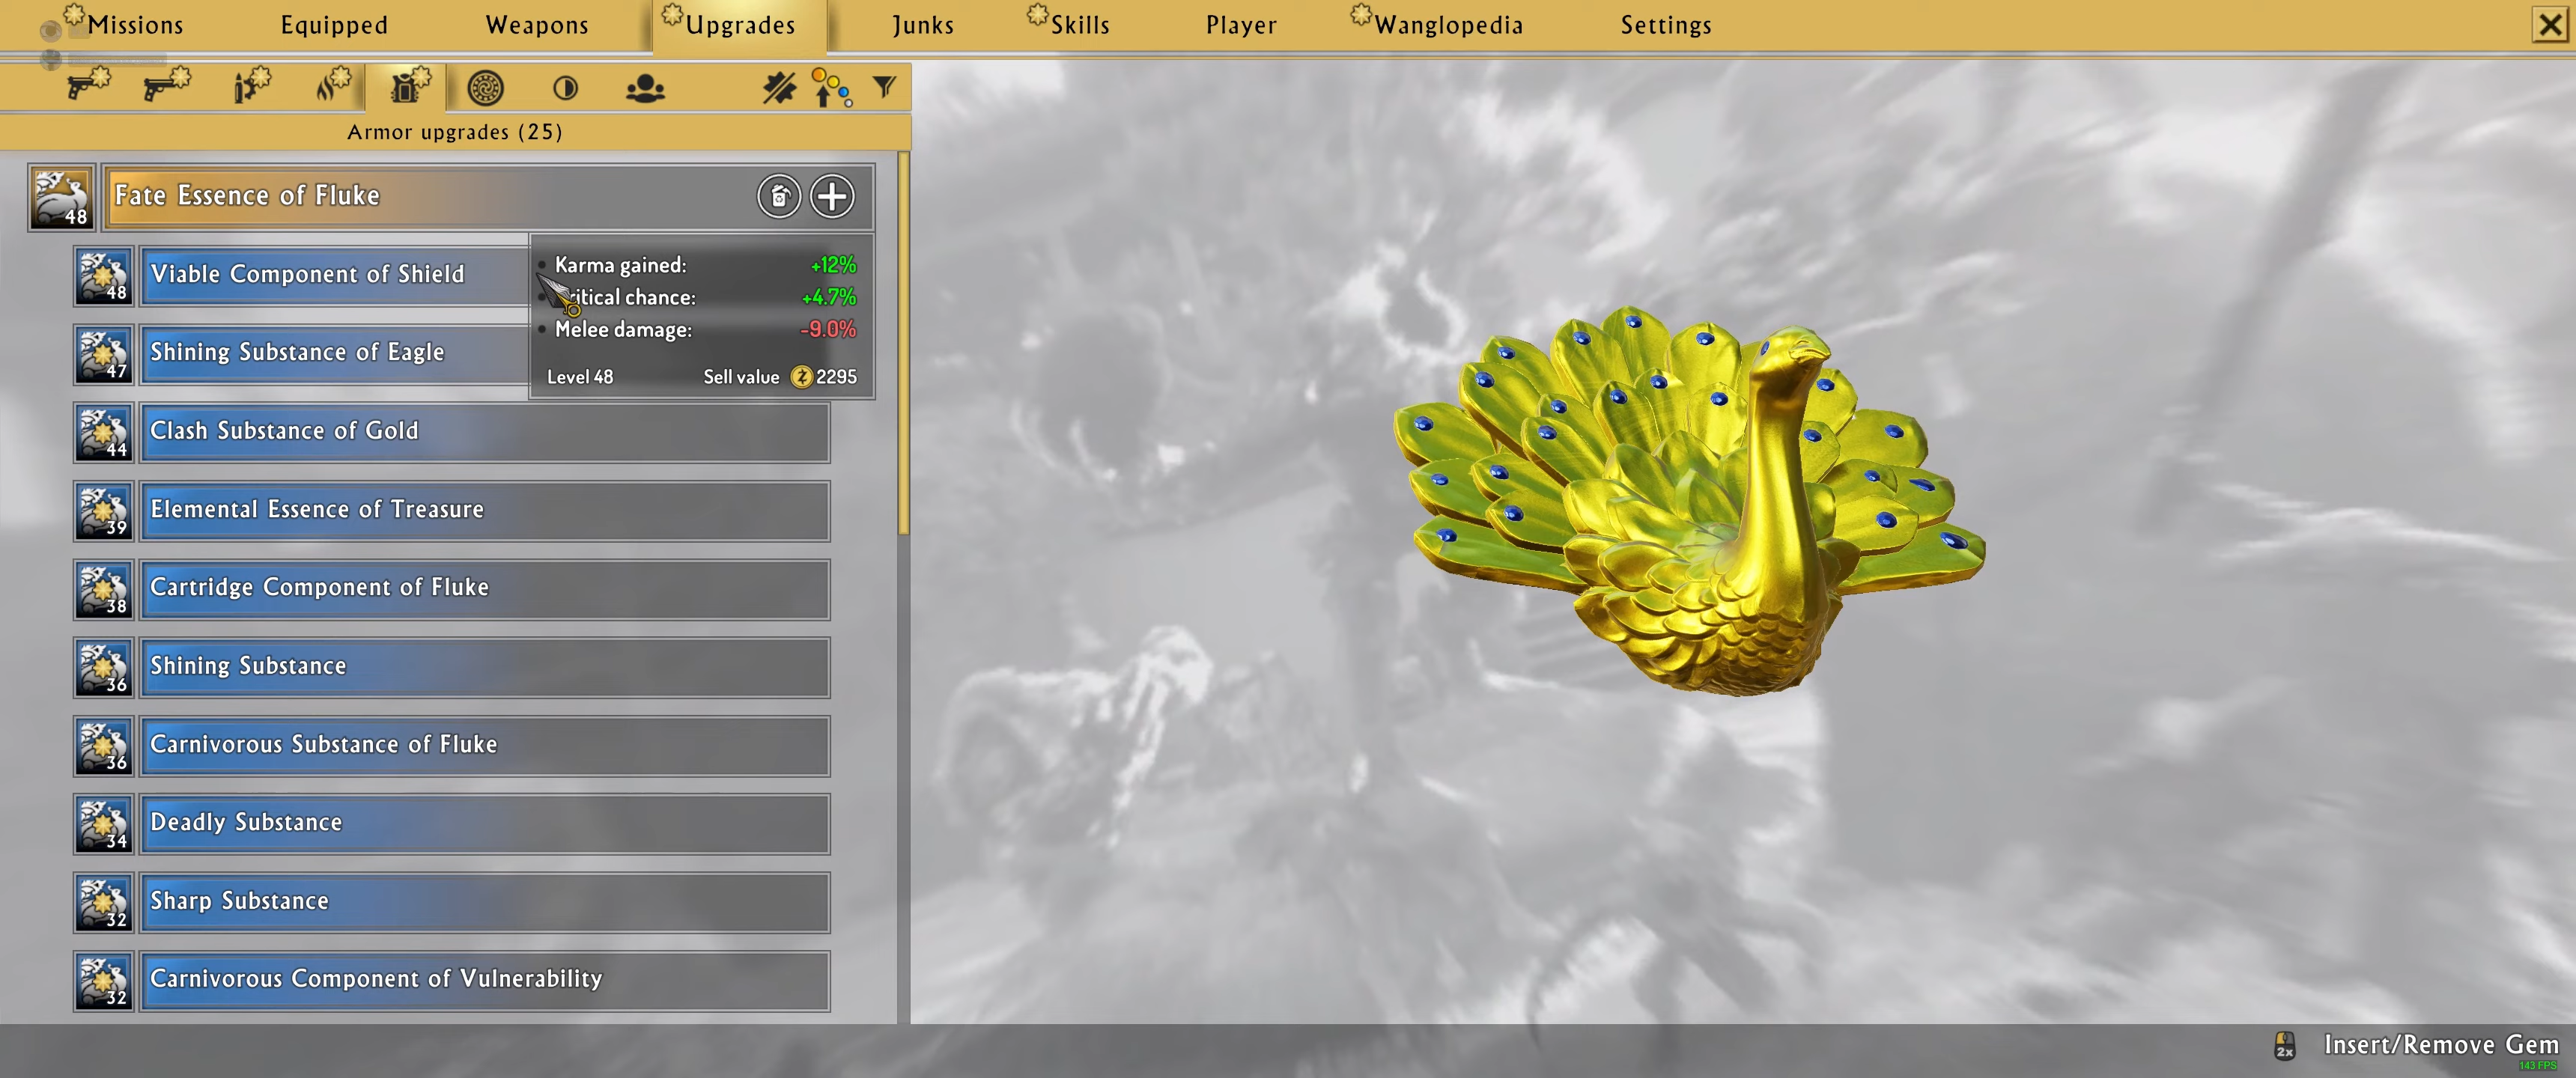 Missions Equipped Weapons Upgrades Junks Skills Player Wanglopedia Settings
Armor upgrades (25)
48 Fate Essence of Fluke
48 Viable Component of Shield
Karma gained: +12%
itical chance: +4.7%
Melee damage: -9.0%
Level 48 Sell value 2295
47 Shining Substance of Eagle
44 Clash Substance of Gold
39 Elemental Essence of Treasure
38 Cartridge Component of Fluke
36 Shining Substance
36 Carnivorous Substance of Fluke
34 Deadly Substance
32 Sharp Substance
32 Carnivorous Component of Vulnerability
2x Insert/Remove Gem
143 FPS